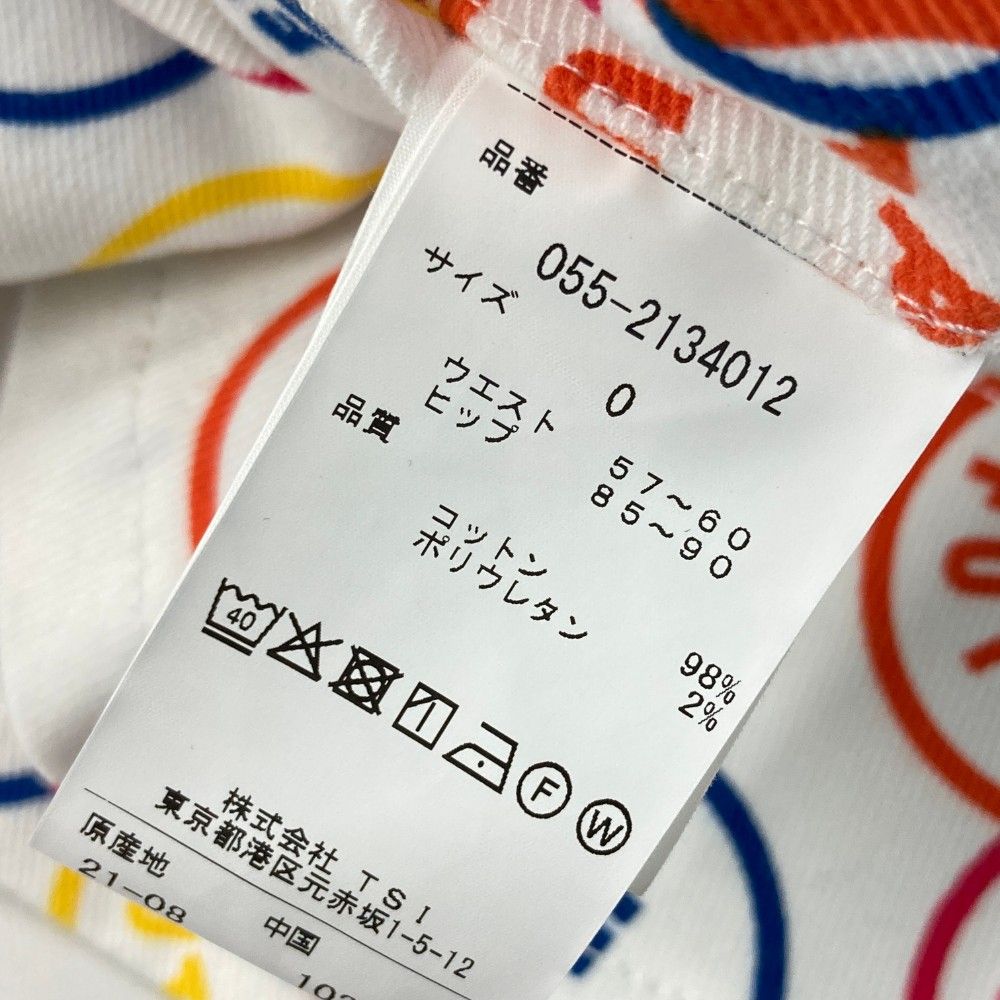 品番
055-2134012
サイズ
0
ウエスト 57〜60
ヒップ 85〜90
品質
コットン 98%
ポリウレタン 2%
40
F W
株式会社 TSI
東京都港区元赤坂1-5-12
原産地 中国
21-08